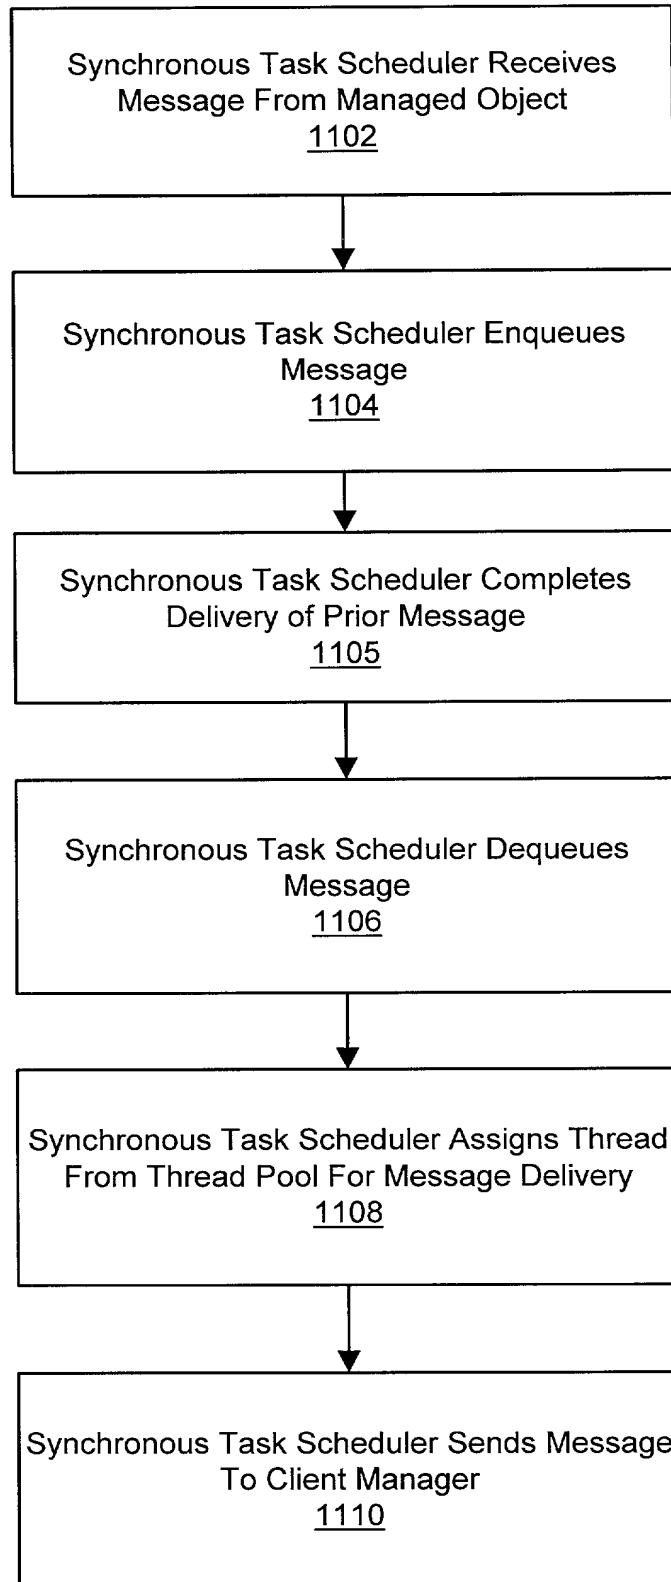 Synchronous Task Scheduler Receives
Message From Managed Object
1102
Synchronous Task Scheduler Enqueues
Message
1104
Synchronous Task Scheduler Completes
Delivery of Prior Message
1105
Synchronous Task Scheduler Dequeues
Message
1106
Synchronous Task Scheduler Assigns Thread
From Thread Pool For Message Delivery
1108
Synchronous Task Scheduler Sends Message
To Client Manager
1110